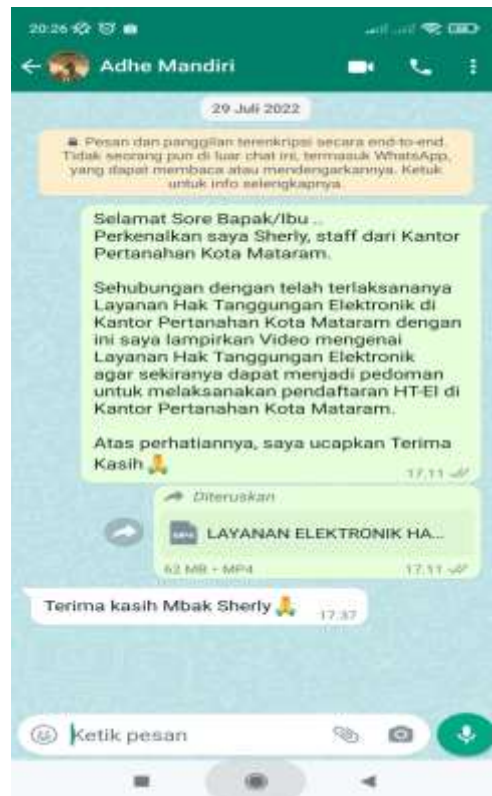 20:26
Adhe Mandiri
29 Juli 2022
Pesan dan panggilan terenkripsi secara end-to-end.
Tidak seorang pun di luar chat ini, termasuk WhatsApp,
yang dapat membaca atau mendengarkannya. Ketuk
untuk info selengkapnya
Selamat Sore Bapak/Ibu ..
Perkenalkan saya Sherly, staff dari Kantor
Pertanahan Kota Mataram.
Sehubungan dengan telah terlaksananya
Layanan Hak Tanggungan Elektronik di
Kantor Pertanahan Kota Mataram dengan
ini saya lampirkan Video mengenai
Layanan Hak Tanggungan Elektronik
agar sekiranya dapat menjadi pedoman
untuk melaksanakan pendaftaran HT-El di
Kantor Pertanahan Kota Mataram.
Atas perhatiannya, saya ucapkan Terima
Kasih 🙏
17.11
Diteruskan
LAYANAN ELEKTRONIK HA...
62 MB • MP4
17.11
Terima kasih Mbak Sherly 🙏
17.37
Ketik pesan